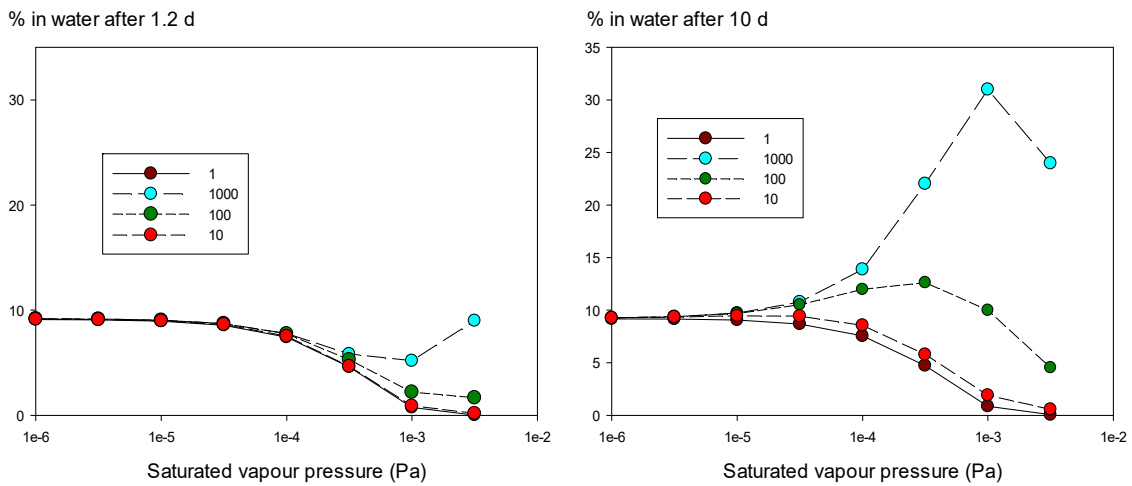 % in water after 1.2 d
30
20
10
0
1
1000
100
10
1e-6
1e-5
1e-4
1e-3
1e-2
Saturated vapour pressure (Pa)
% in water after 10 d
35
30
25
20
15
10
5
0
1
1000
100
10
1e-6
1e-5
1e-4
1e-3
1e-2
Saturated vapour pressure (Pa)